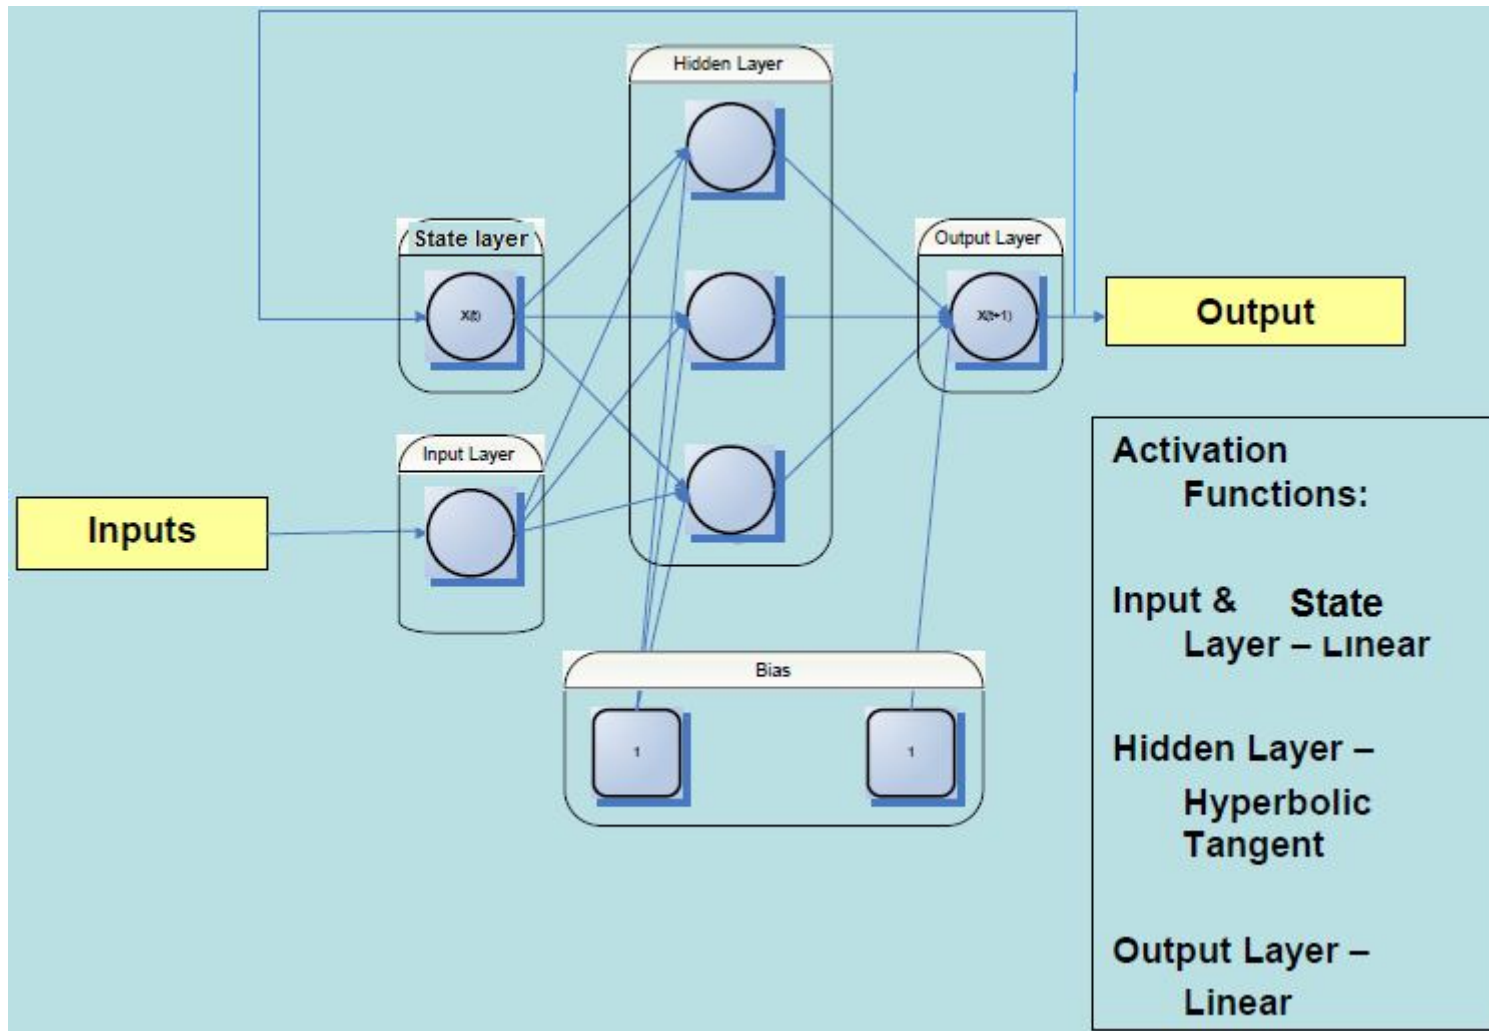 Hidden Layer
State layer
Output Layer
X(t)
X(t+1)
Output
Input Layer
Inputs
Bias
1
1
Activation
Functions:
Input & State
Layer – Linear
Hidden Layer –
Hyperbolic
Tangent
Output Layer –
Linear